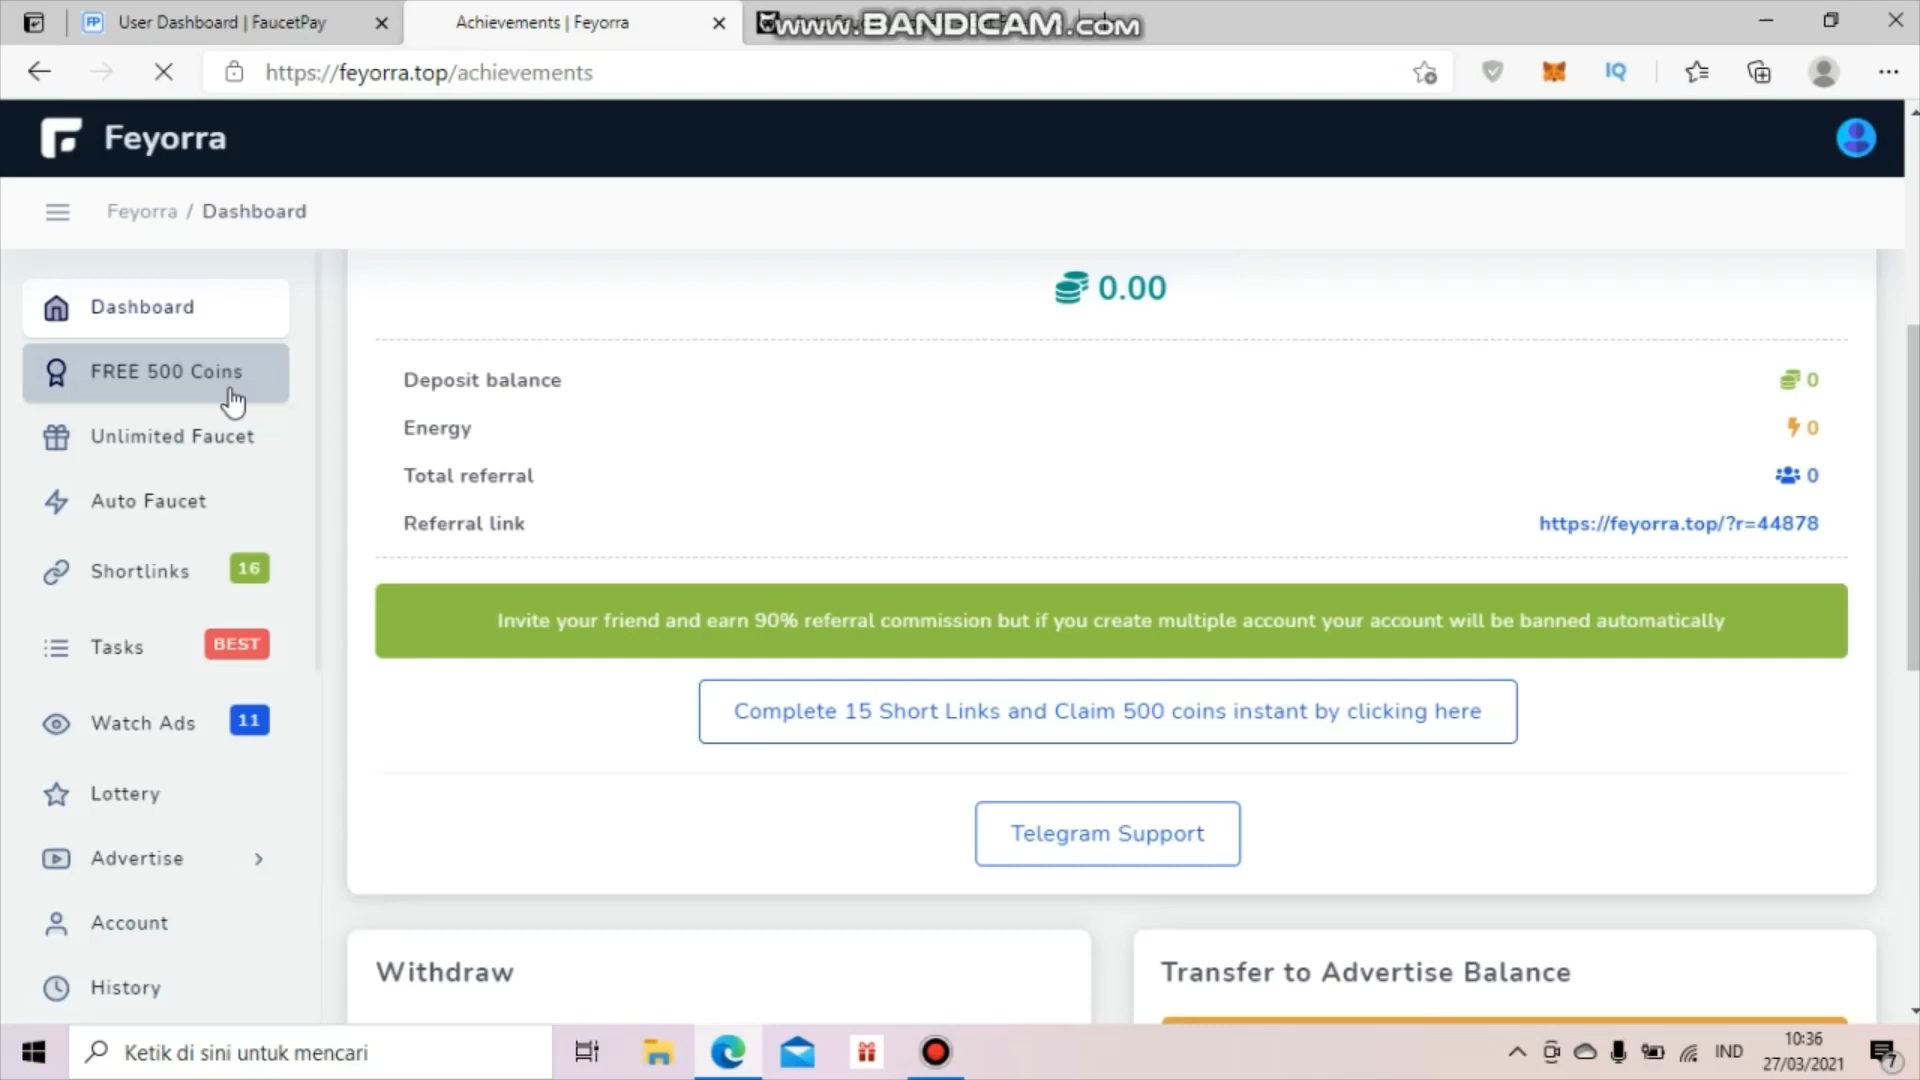 User Dashboard | FaucetPay
Achievements | Feyorra
www.BANDICAM.com
https://feyorra.top/achievements
IQ
Feyorra
Feyorra / Dashboard
0.00
Dashboard
FREE 500 Coins
Unlimited Faucet
Auto Faucet
Shortlinks 16
Tasks BEST
Watch Ads 11
Lottery
Advertise
Account
History
Deposit balance 0
Energy 0
Total referral 0
Referral link https://feyorra.top/?r=44878
Invite your friend and earn 90% referral commission but if you create multiple account your account will be banned automatically
Complete 15 Short Links and Claim 500 coins instant by clicking here
Telegram Support
Withdraw
Transfer to Advertise Balance
Ketik di sini untuk mencari
IND
10:36
27/03/2021
7